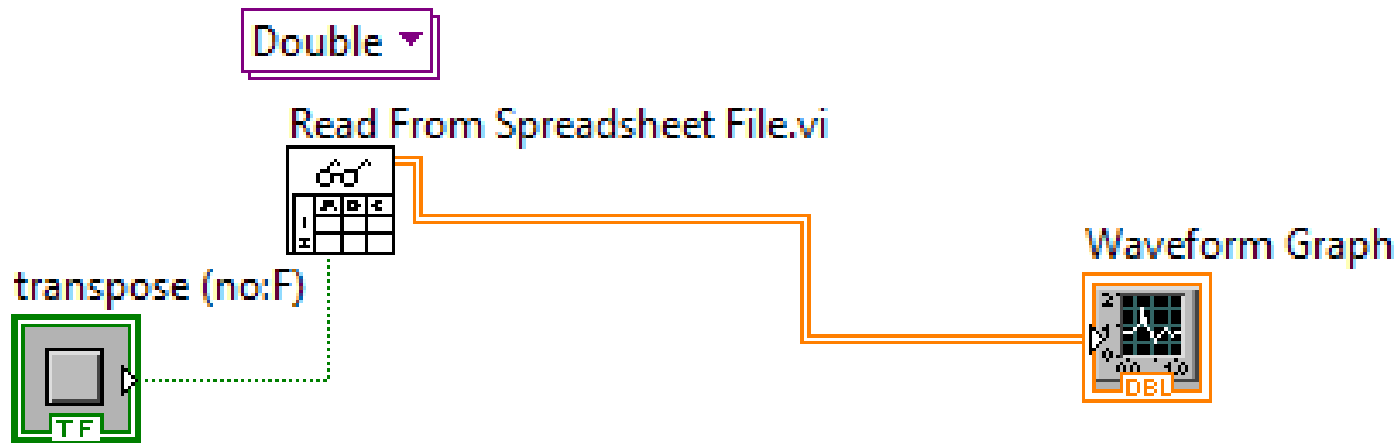 Double
Read From Spreadsheet File.vi
transpose (no:F)
TF
Waveform Graph
DBL